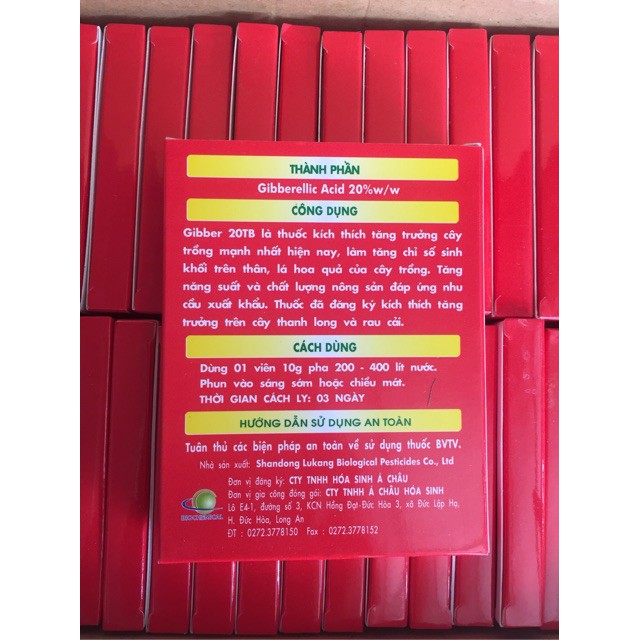 THÀNH PHẦN
Gibberellic Acid 20%w/w
CÔNG DỤNG
Gibber 20TB là thuốc kích thích tăng trưởng cây
trồng mạnh nhất hiện nay, làm tăng chỉ số sinh
khối trên thân, lá hoa quả của cây trồng. Tăng
năng suất và chất lượng nông sản đáp ứng nhu
cầu xuất khẩu. Thuốc đã đăng ký kích thích tăng
trưởng trên cây thanh long và rau cải.
CÁCH DÙNG
Dùng 01 viên 10g pha 200 - 400 lít nước.
Phun vào sáng sớm hoặc chiều mát.
THỜI GIAN CÁCH LY: 03 NGÀY
HƯỚNG DẪN SỬ DỤNG AN TOÀN
Tuân thủ các biện pháp an toàn về sử dụng thuốc BVTV.
Nhà sản xuất: Shandong Lukang Biological Pesticides Co., Ltd
Đơn vị đăng ký: CTY TNHH HÓA SINH Á CHÂU
Đơn vị gia công đóng gói: CTY TNHH Á CHÂU HÓA SINH
Lô E4-1, đường số 3, KCN Hồng Đạt-Đức Hòa 3, xã Đức Lập Hạ,
H. Đức Hòa, Long An
ĐT : 0272.3778150 Fax : 0272.3778152
BIOCHEMICAL